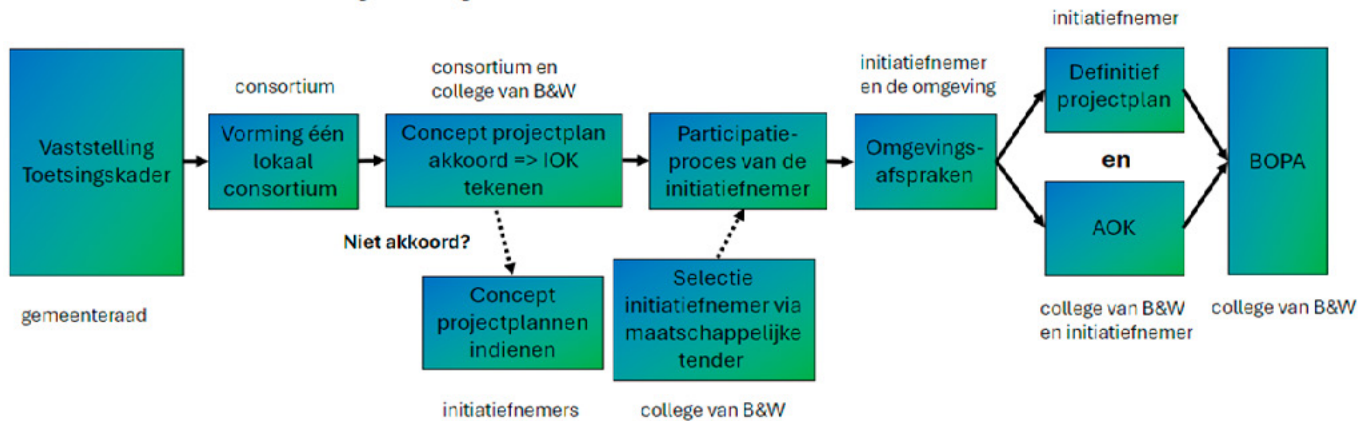 gemeenteraad
Vaststelling
Toetsingskader
consortium
Vorming één
lokaal
consortium
consortium en
college van B&W
Concept projectplan
akkoord => IOK
tekenen
Niet akkoord?
Concept
projectplannen
indienen
initiatiefnemers
Participatie-
proces van de
initiatiefnemer
Selectie
initiatiefnemer via
maatschappelijke
tender
college van B&W
initiatiefnemer
en de omgeving
Omgevings-
afspraken
initiatiefnemer
Definitief
projectplan
en
AOK
college van B&W
en initiatiefnemer
BOPA
college van B&W